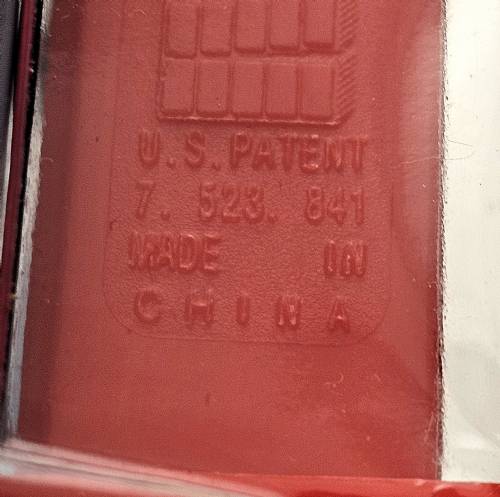 U.S. PATENT
7. 523. 841
MADE IN
CHINA